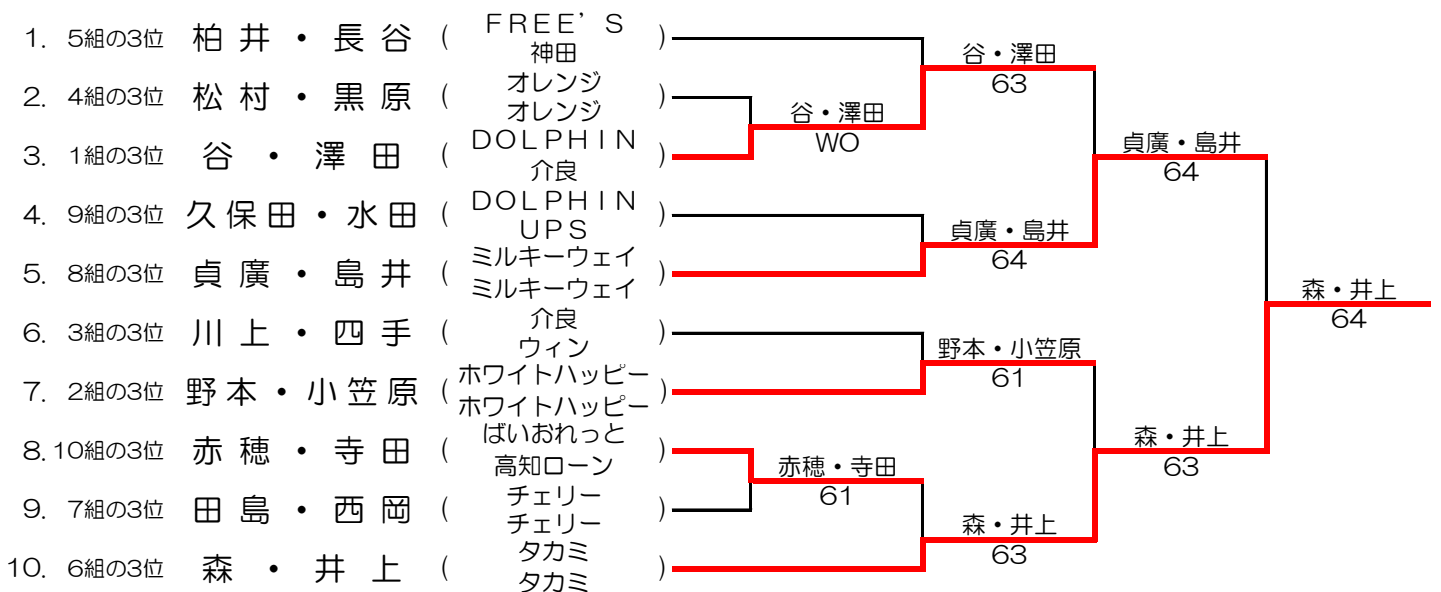 1. 5組の3位 柏井・長谷 ( FREE'S 神田 )
2. 4組の3位 松村・黒原 ( オレンジ オレンジ )
3. 1組の3位 谷・澤田 ( DOLPHIN 介良 )
4. 9組の3位 久保田・水田 ( DOLPHIN UPS )
5. 8組の3位 貞廣・島井 ( ミルキーウェイ ミルキーウェイ )
6. 3組の3位 川上・四手 ( 介良 ウィン )
7. 2組の3位 野本・小笠原 ( ホワイトハッピー ホワイトハッピー )
8. 10組の3位 赤穂・寺田 ( ばいおれっと 高知ローン )
9. 7組の3位 田島・西岡 ( チェリー チェリー )
10. 6組の3位 森・井上 ( タカミ タカミ )
谷・澤田
WO
赤穂・寺田
61
谷・澤田
63
貞廣・島井
64
野本・小笠原
61
森・井上
63
貞廣・島井
64
森・井上
63
森・井上
64